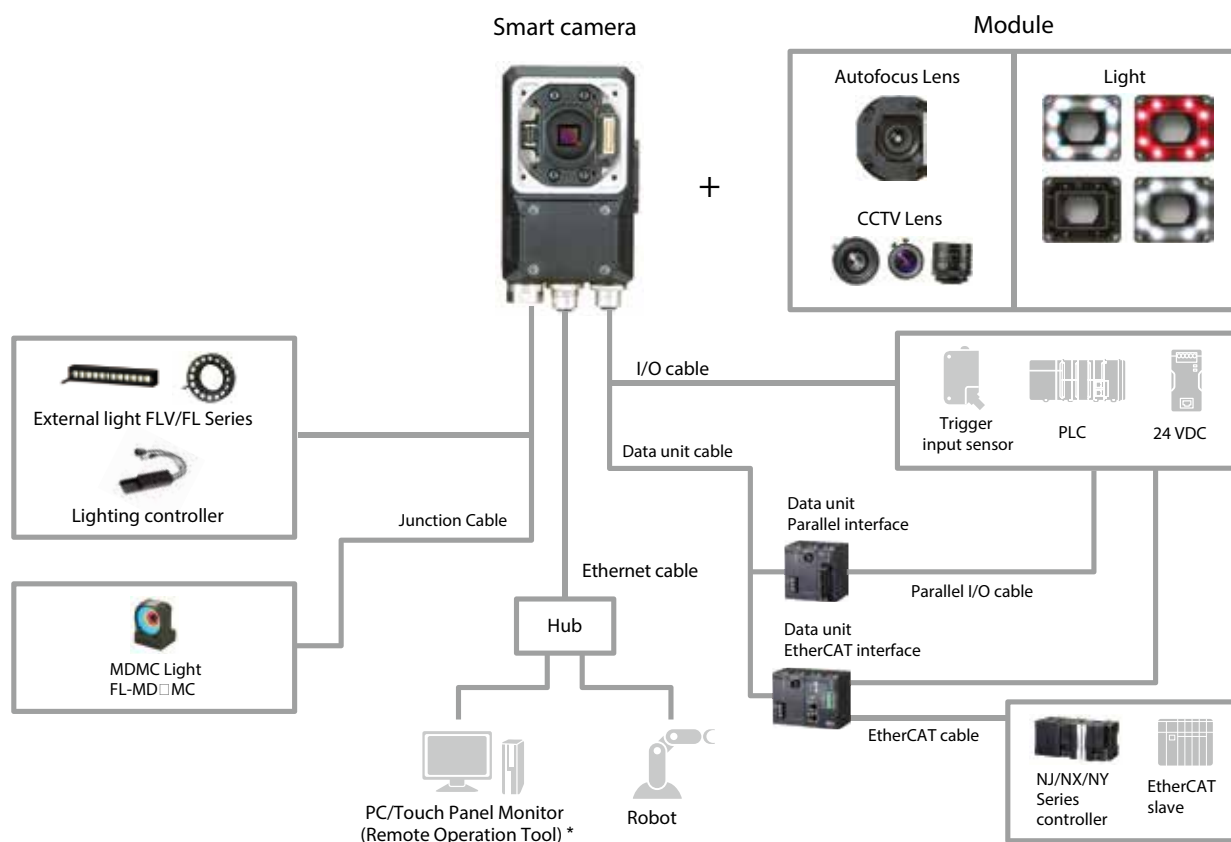 Smart camera
Module
Autofocus Lens
Light
+
CCTV Lens
External light FLV/FL Series
Lighting controller
I/O cable
Trigger
input sensor
PLC
24 VDC
Data unit cable
Data unit
Parallel interface
Junction Cable
Ethernet cable
Parallel I/O cable
Hub
Data unit
EtherCAT interface
MDMC Light
FL-MD□MC
EtherCAT cable
NJ/NX/NY
Series
controller
EtherCAT
slave
PC/Touch Panel Monitor
(Remote Operation Tool) *
Robot